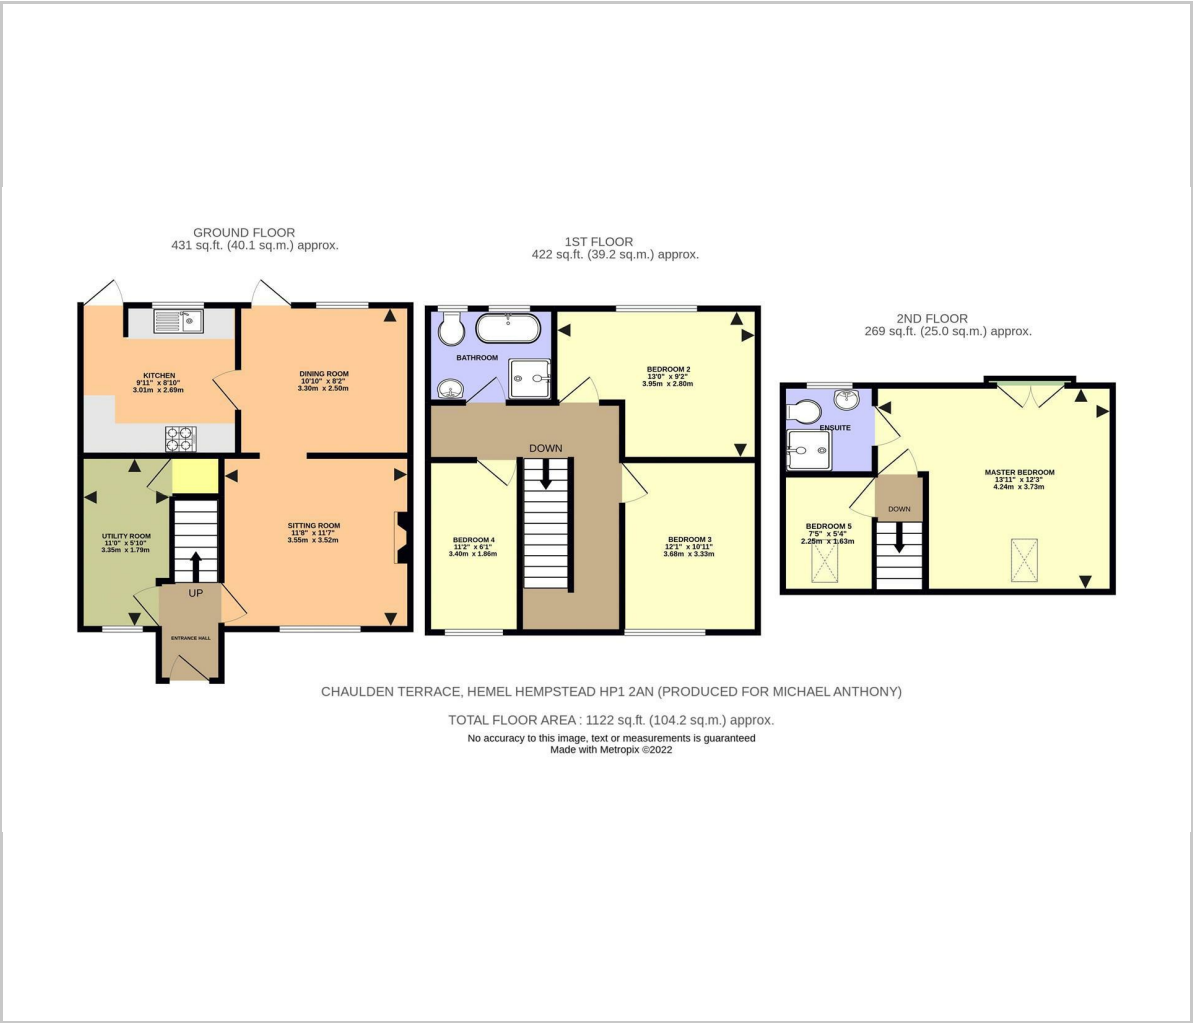 GROUND FLOOR
431 sq.ft. (40.1 sq.m.) approx.
1ST FLOOR
422 sq.ft. (39.2 sq.m.) approx.
2ND FLOOR
269 sq.ft. (25.0 sq.m.) approx.
KITCHEN
9'11" x 8'10"
3.01m x 2.69m
DINING ROOM
10'10" x 8'2"
3.30m x 2.50m
UTILITY ROOM
11'0" x 5'10"
3.35m x 1.79m
SITTING ROOM
11'8" x 11'7"
3.55m x 3.52m
UP
ENTRANCE HALL
BATHROOM
BEDROOM 2
13'0" x 9'2"
3.95m x 2.80m
DOWN
BEDROOM 4
11'2" x 6'1"
3.40m x 1.86m
BEDROOM 3
12'1" x 10'11"
3.68m x 3.33m
ENSUITE
MASTER BEDROOM
13'11" x 12'3"
4.24m x 3.73m
DOWN
BEDROOM 5
7'5" x 5'4"
2.25m x 1.63m
CHAULDEN TERRACE, HEMEL HEMPSTEAD HP1 2AN (PRODUCED FOR MICHAEL ANTHONY)
TOTAL FLOOR AREA : 1122 sq.ft. (104.2 sq.m.) approx.
No accuracy to this image, text or measurements is guaranteed
Made with Metropix ©2022